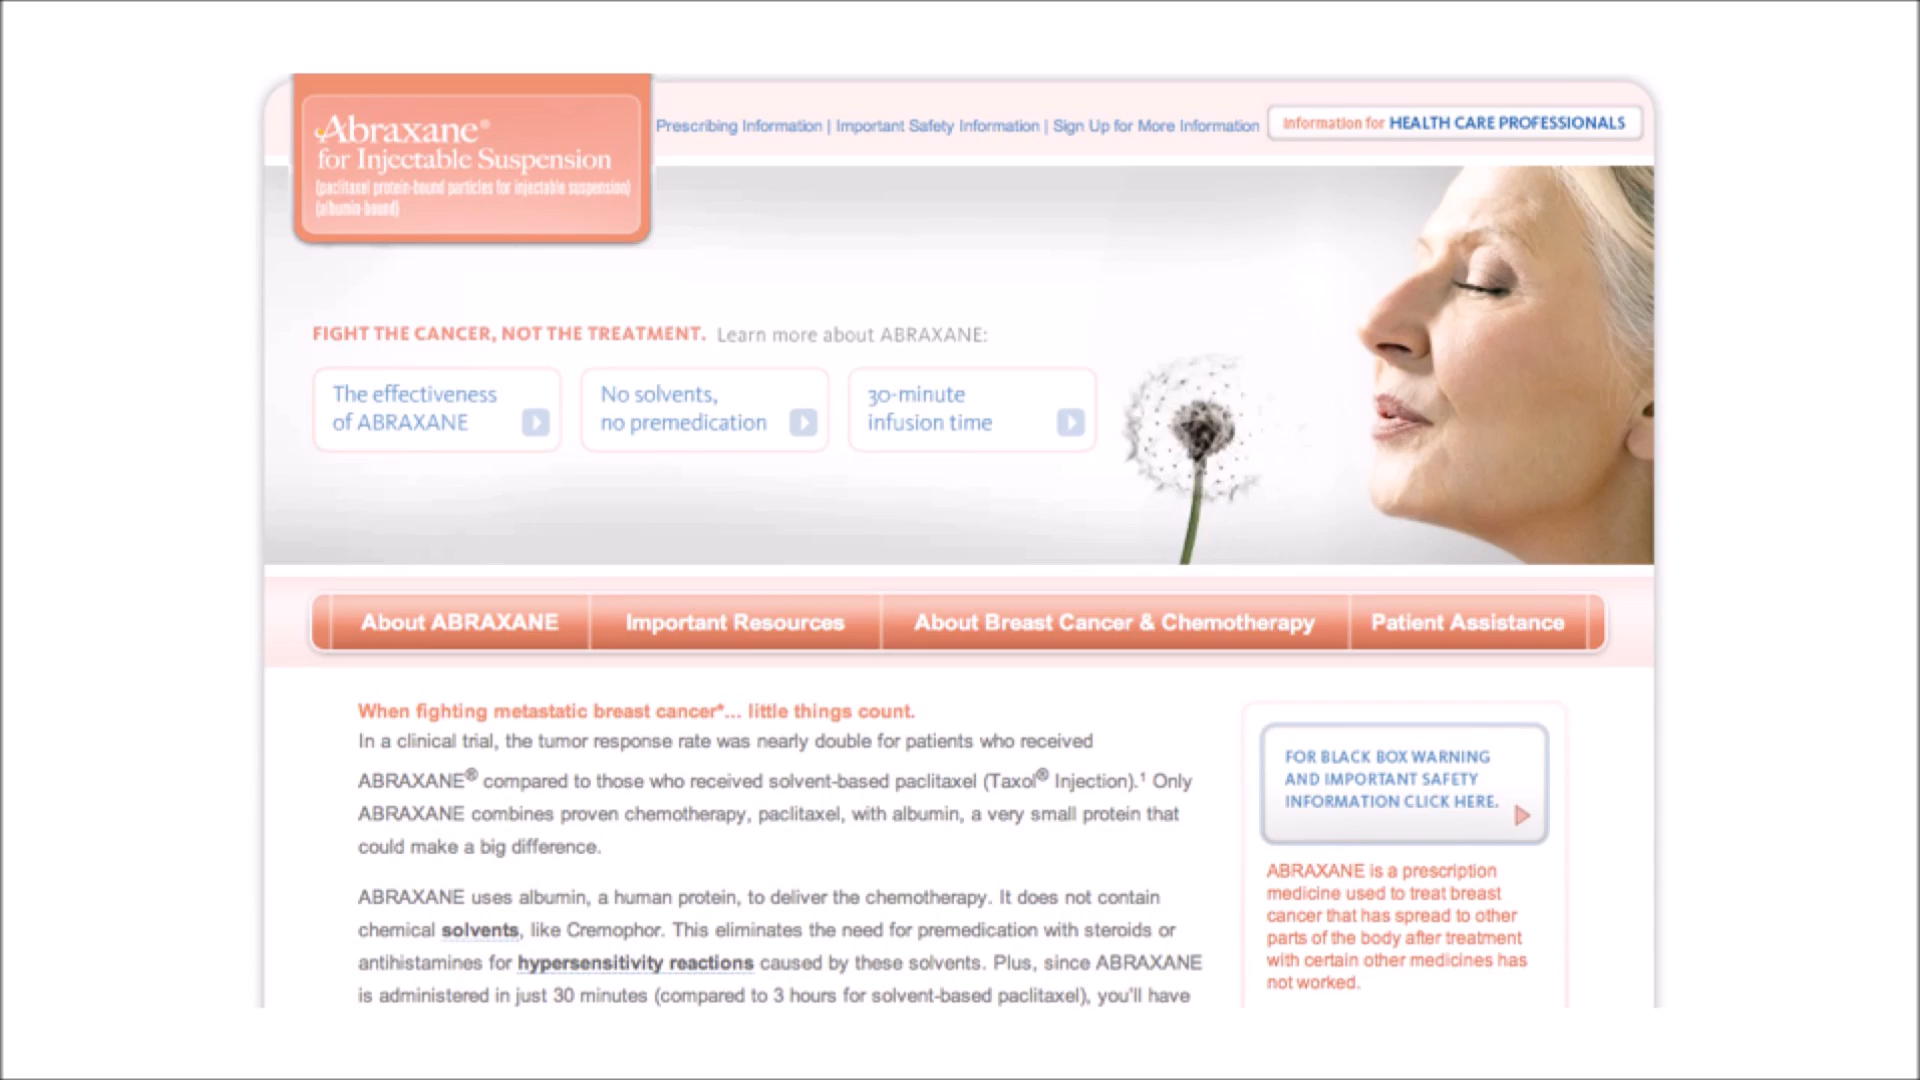 Abraxane®
for Injectable Suspension
(paclitaxel protein-bound particles for injectable suspension)
(albumin-bound)
Prescribing Information | Important Safety Information | Sign Up for More Information
Information for HEALTH CARE PROFESSIONALS
FIGHT THE CANCER, NOT THE TREATMENT. Learn more about ABRAXANE:
The effectiveness
of ABRAXANE
No solvents,
no premedication
30-minute
infusion time
About ABRAXANE
Important Resources
About Breast Cancer & Chemotherapy
Patient Assistance
When fighting metastatic breast cancer*... little things count.
In a clinical trial, the tumor response rate was nearly double for patients who received
ABRAXANE® compared to those who received solvent-based paclitaxel (Taxol® Injection).¹ Only
ABRAXANE combines proven chemotherapy, paclitaxel, with albumin, a very small protein that
could make a big difference.
ABRAXANE uses albumin, a human protein, to deliver the chemotherapy. It does not contain
chemical solvents, like Cremophor. This eliminates the need for premedication with steroids or
antihistamines for hypersensitivity reactions caused by these solvents. Plus, since ABRAXANE
is administered in just 30 minutes (compared to 3 hours for solvent-based paclitaxel), you'll have
FOR BLACK BOX WARNING
AND IMPORTANT SAFETY
INFORMATION CLICK HERE.
ABRAXANE is a prescription
medicine used to treat breast
cancer that has spread to other
parts of the body after treatment
with certain other medicines has
not worked.